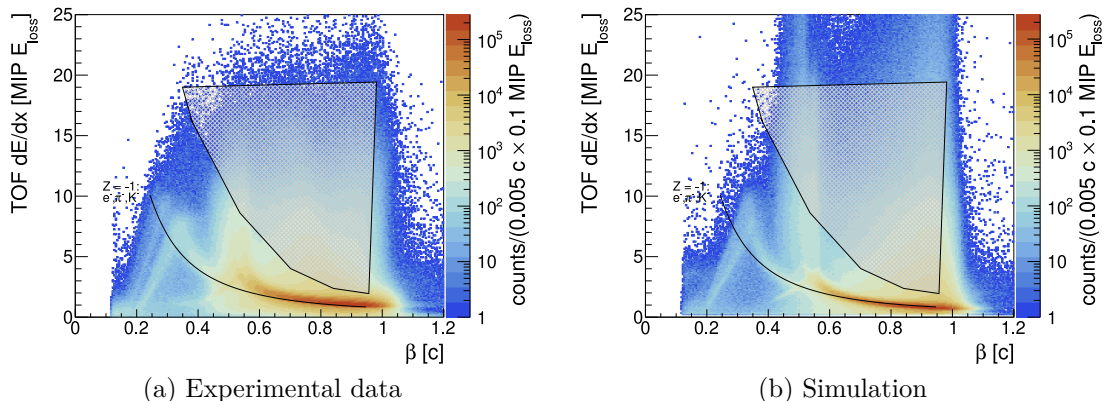 TOF dE/dx [MIP E_loss]
25
20
15
10
5
0
0 0.2 0.4 0.6 0.8 1 1.2
β [c]
Z = -1:
e⁻,π⁻,K⁻
10⁵
10⁴
10³
10²
10
1
counts/(0.005 c × 0.1 MIP E_loss)
(a) Experimental data
TOF dE/dx [MIP E_loss]
25
20
15
10
5
0
0 0.2 0.4 0.6 0.8 1 1.2
β [c]
Z = -1:
e⁻,π⁻,K⁻
10⁵
10⁴
10³
10²
10
1
counts/(0.005 c × 0.1 MIP E_loss)
(b) Simulation